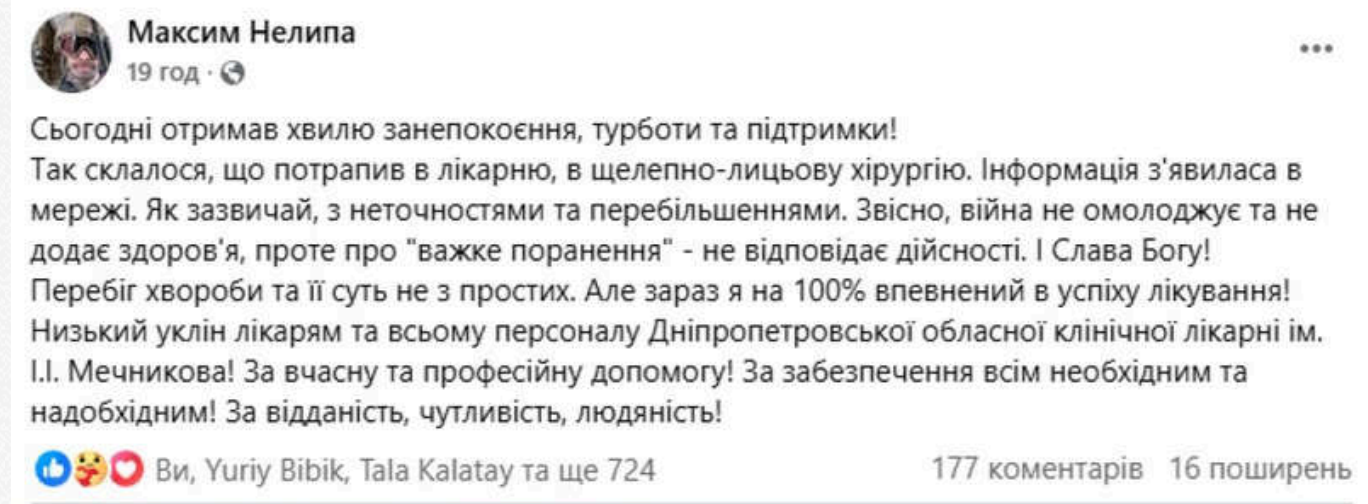 Максим Нелипа
19 год ·
Сьогодні отримав хвилю занепокоєння, турботи та підтримки!
Так склалося, що потрапив в лікарню, в щелепно-лицьову хірургію. Інформація з'явиласа в
мережі. Як зазвичай, з неточностями та перебільшеннями. Звісно, війна не омолоджує та не
додає здоров'я, проте про "важке поранення" - не відповідає дійсності. І Слава Богу!
Перебіг хвороби та її суть не з простих. Але зараз я на 100% впевнений в успіху лікування!
Низький уклін лікарям та всьому персоналу Дніпропетровської обласної клінічної лікарні ім.
І.І. Мечникова! За вчасну та професійну допомогу! За забезпечення всім необхідним та
надобхідним! За відданість, чутливість, людяність!
Ви, Yuriy Bibik, Tala Kalatay та ще 724
177 коментарів 16 поширень